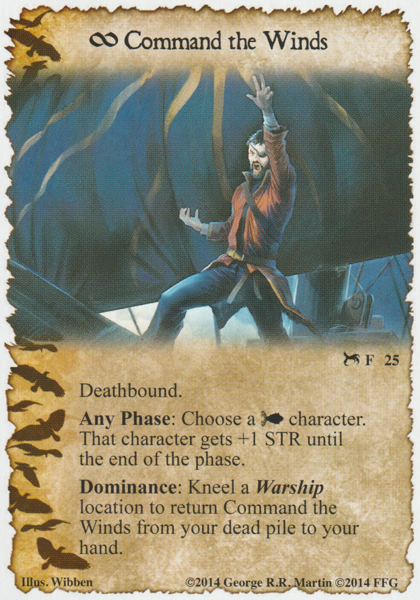 ∞ Command the Winds
F 25
Deathbound.
Any Phase: Choose a character.
That character gets +1 STR until
the end of the phase.
Dominance: Kneel a Warship
location to return Command the
Winds from your dead pile to your
hand.
Illus. Wibben ©2014 George R.R. Martin ©2014 FFG